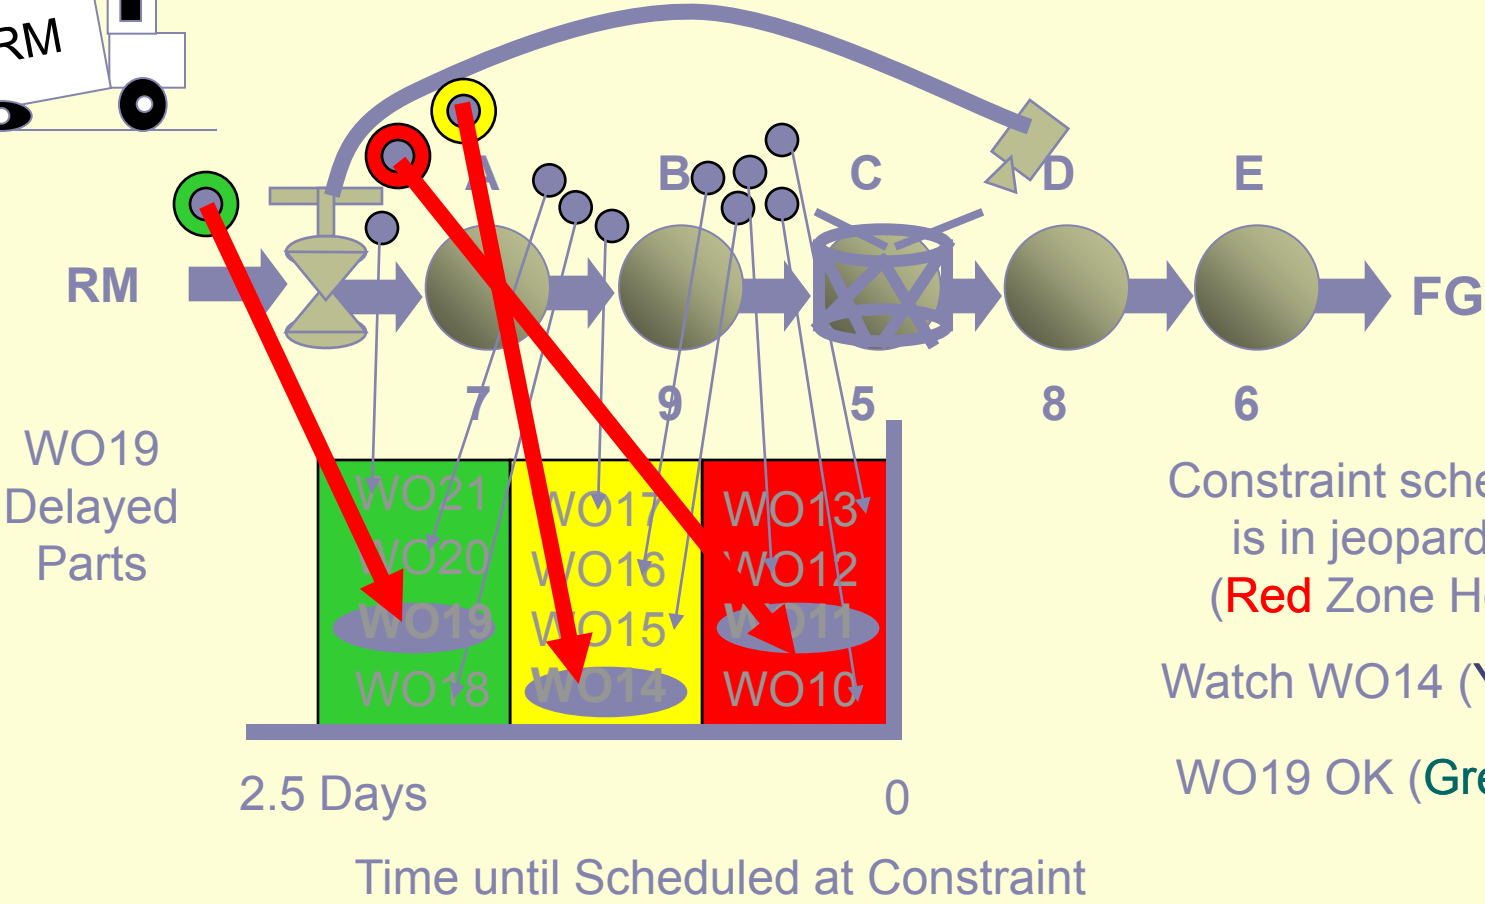 RM
A B C D E
RM FG
7 9 5 8 6
WO19
Delayed
Parts
WO21
WO20
WO19
WO18
WO17
WO16
WO15
WO14
WO13
WO12
WO11
WO10
2.5 Days 0
Time until Scheduled at Constraint
Constraint sche
is in jeopard
(Red Zone H
Watch WO14 (
WO19 OK (Gre